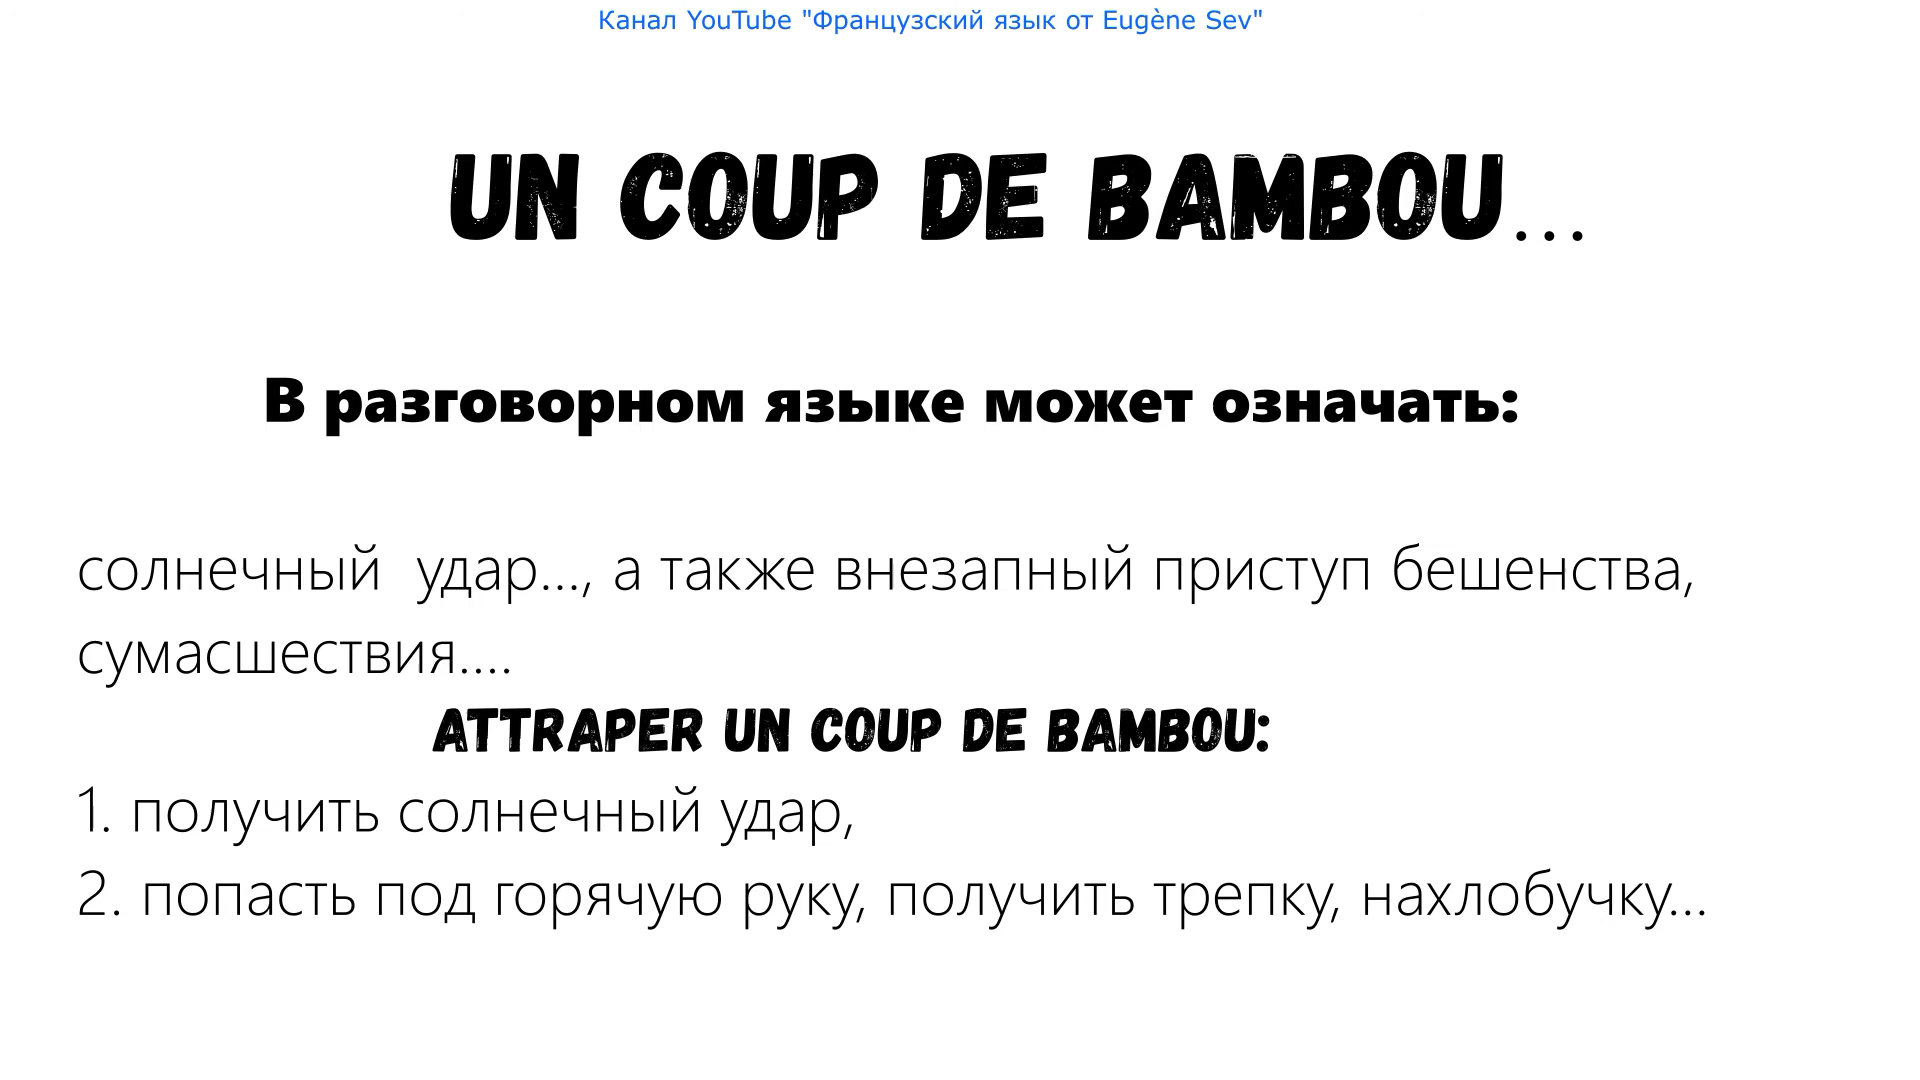 Канал YouTube "Французский язык от Eugène Sev"
UN COUP DE BAMBOU...
В разговорном языке может означать:
солнечный  удар..., а также внезапный приступ бешенства,
сумасшествия....
ATTRAPER UN COUP DE BAMBOU:
1. получить солнечный удар,
2. попасть под горячую руку, получить трепку, нахлобучку...